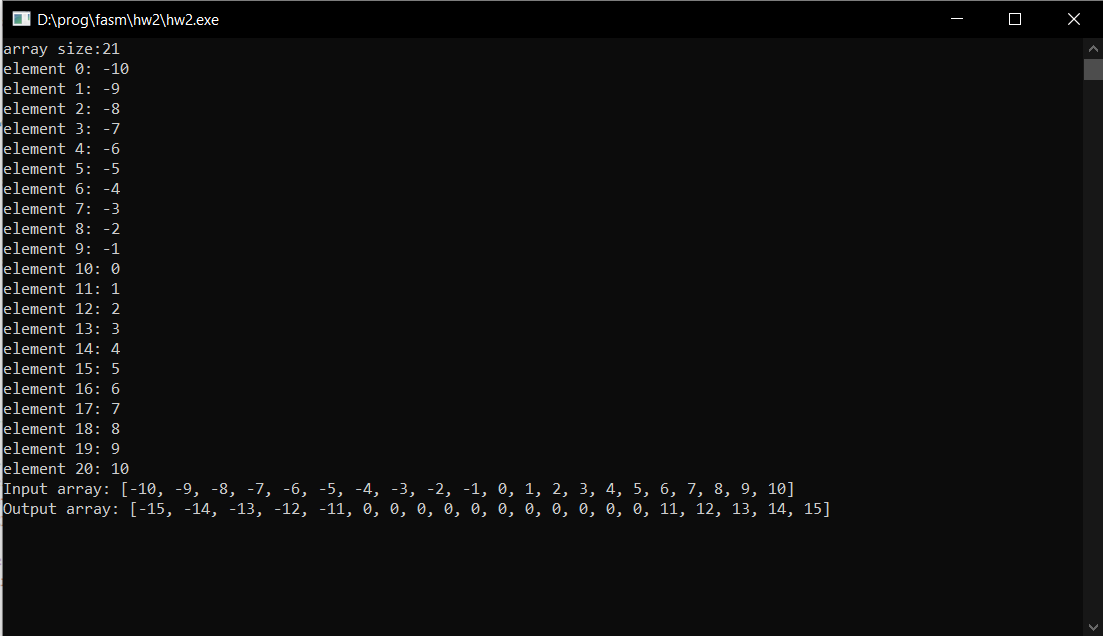 D:\prog\fasm\hw2\hw2.exe
array size:21
element 0: -10
element 1: -9
element 2: -8
element 3: -7
element 4: -6
element 5: -5
element 6: -4
element 7: -3
element 8: -2
element 9: -1
element 10: 0
element 11: 1
element 12: 2
element 13: 3
element 14: 4
element 15: 5
element 16: 6
element 17: 7
element 18: 8
element 19: 9
element 20: 10
Input array: [-10, -9, -8, -7, -6, -5, -4, -3, -2, -1, 0, 1, 2, 3, 4, 5, 6, 7, 8, 9, 10]
Output array: [-15, -14, -13, -12, -11, 0, 0, 0, 0, 0, 0, 0, 0, 0, 0, 0, 11, 12, 13, 14, 15]